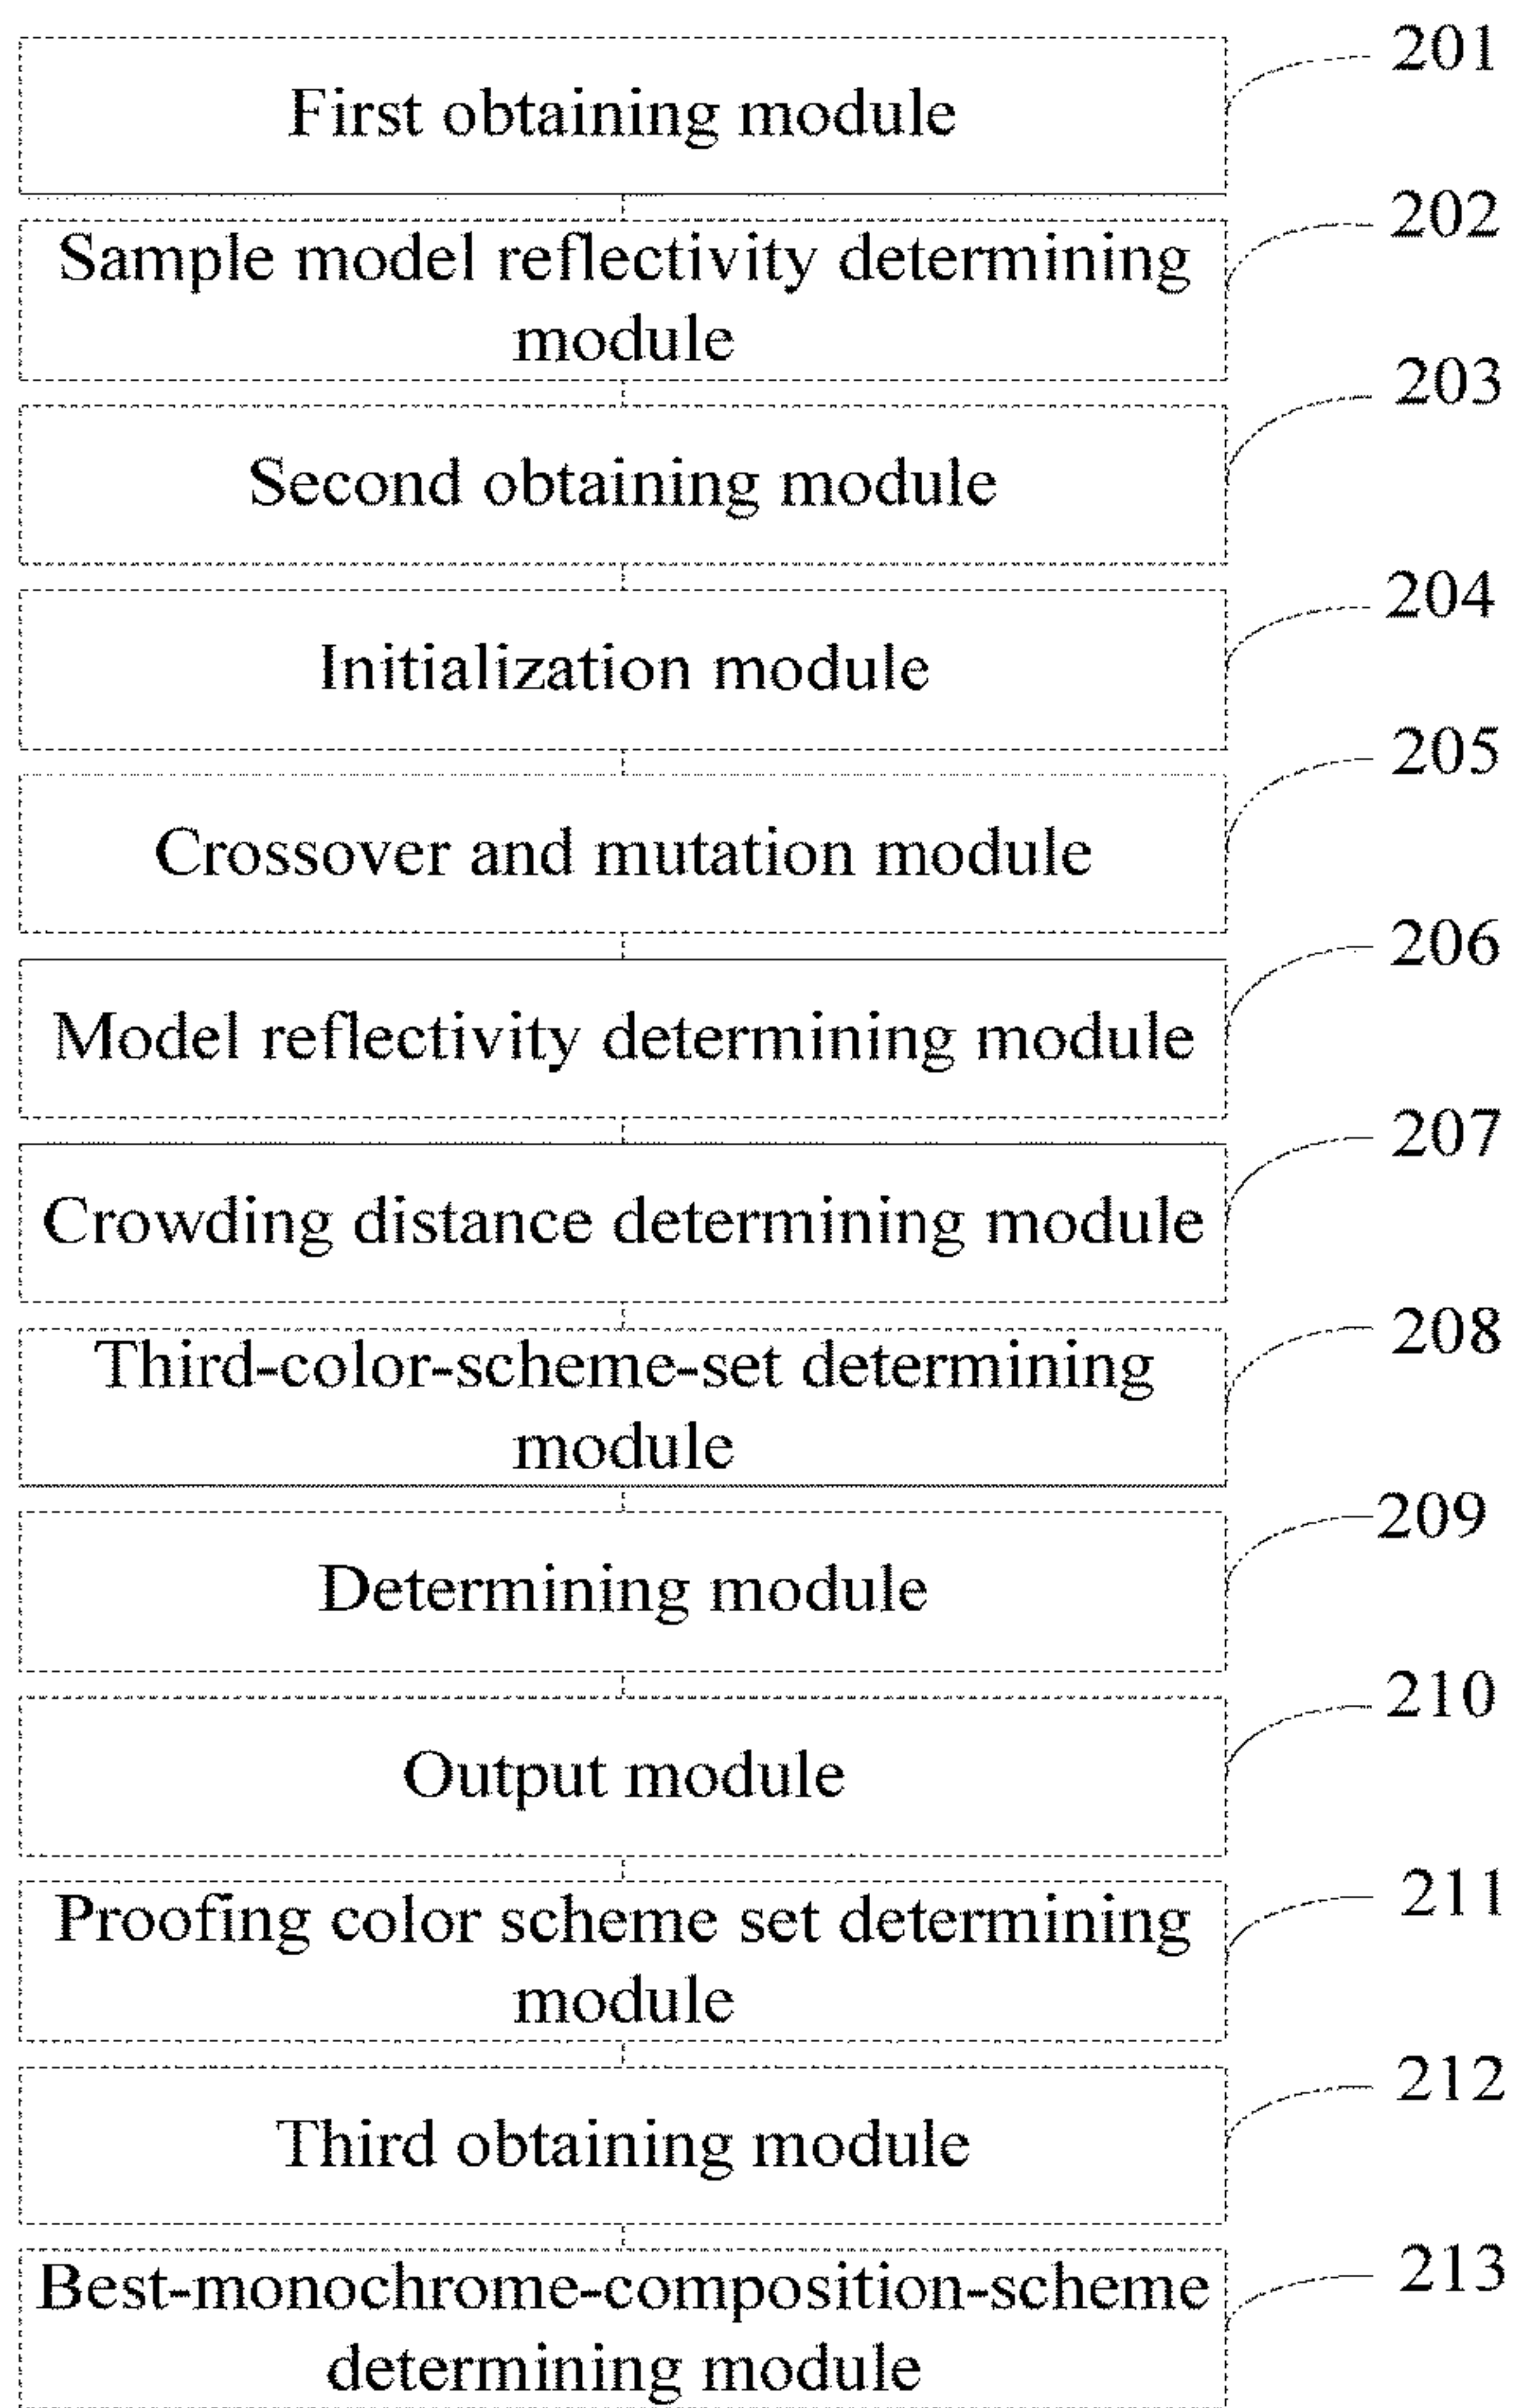 201
First obtaining module
202
Sample model reflectivity determining
module
203
Second obtaining module
204
Initialization module
205
Crossover and mutation module
206
Model reflectivity determining module
207
Crowding distance determining module
208
Third-color-scheme-set determining
module
209
Determining module
210
Output module
211
Proofing color scheme set determining
module
212
Third obtaining module
213
Best-monochrome-composition-scheme
determining module